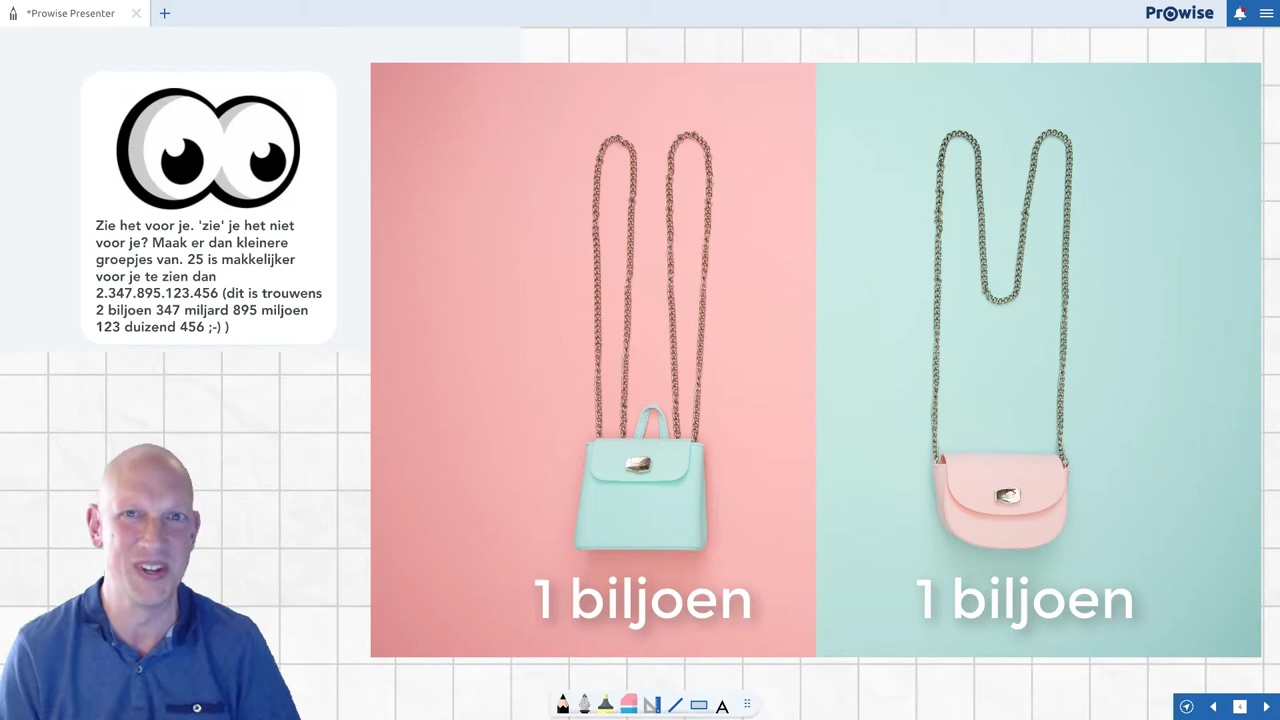 *Prowise Presenter
Prowise
Zie het voor je. 'zie' je het niet
voor je? Maak er dan kleinere
groepjes van. 25 is makkelijker
voor je te zien dan
2.347.895.123.456 (dit is trouwens
2 biljoen 347 miljard 895 miljoen
123 duizend 456 ;-) )
1 biljoen
1 biljoen
A
4